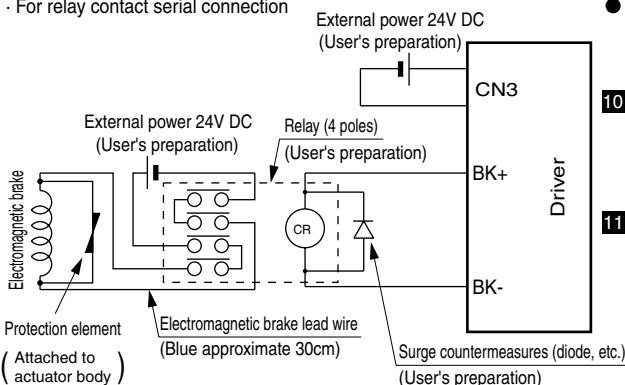 · For relay contact serial connection
External power 24V DC
(User's preparation)
CN3
10
External power 24V DC
(User's preparation)
Relay (4 poles)
(User's preparation)
BK+
Driver
Electromagnetic brake
CR
11
BK-
Protection element
(Attached to
actuator body)
Electromagnetic brake lead wire
(Blue approximate 30cm)
Surge countermeasures (diode, etc.)
(User's preparation)